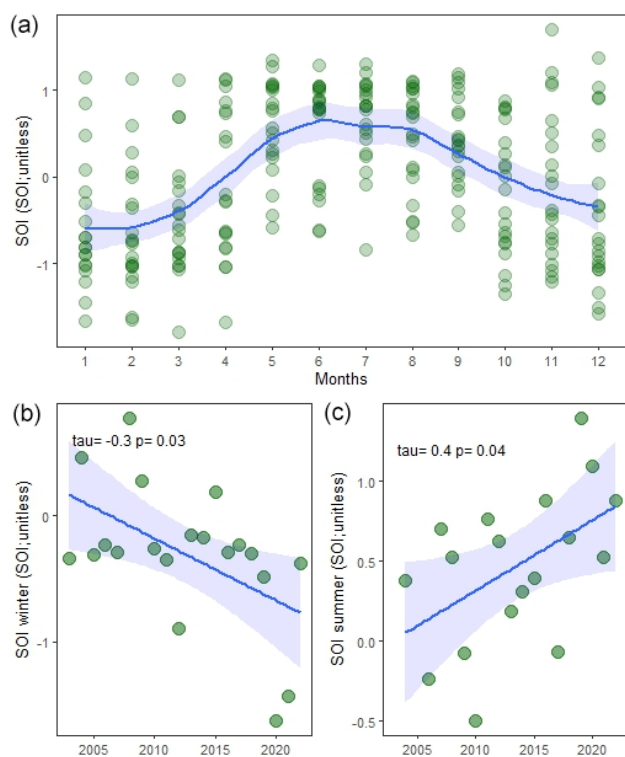 (a)
SOI (SOI;unitless)
1
0
-1
1 2 3 4 5 6 7 8 9 10 11 12
Months
(b)
tau= -0.3 p= 0.03
SOI winter (SOI;unitless)
0
-1
2005 2010 2015 2020
(c)
tau= 0.4 p= 0.04
SOI summer (SOI;unitless)
1.0
0.5
0.0
-0.5
2005 2010 2015 2020